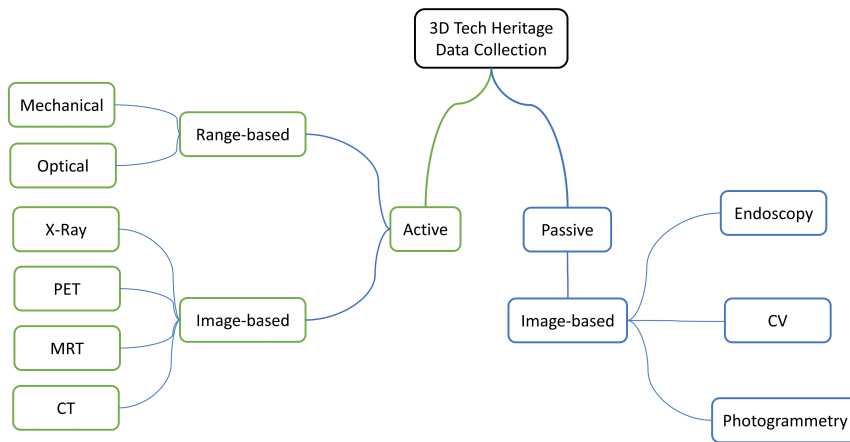 3D Tech Heritage
Data Collection
Mechanical
Range-based
Optical
X-Ray
Active
Passive
Endoscopy
PET
Image-based
Image-based
CV
MRT
CT
Photogrammetry